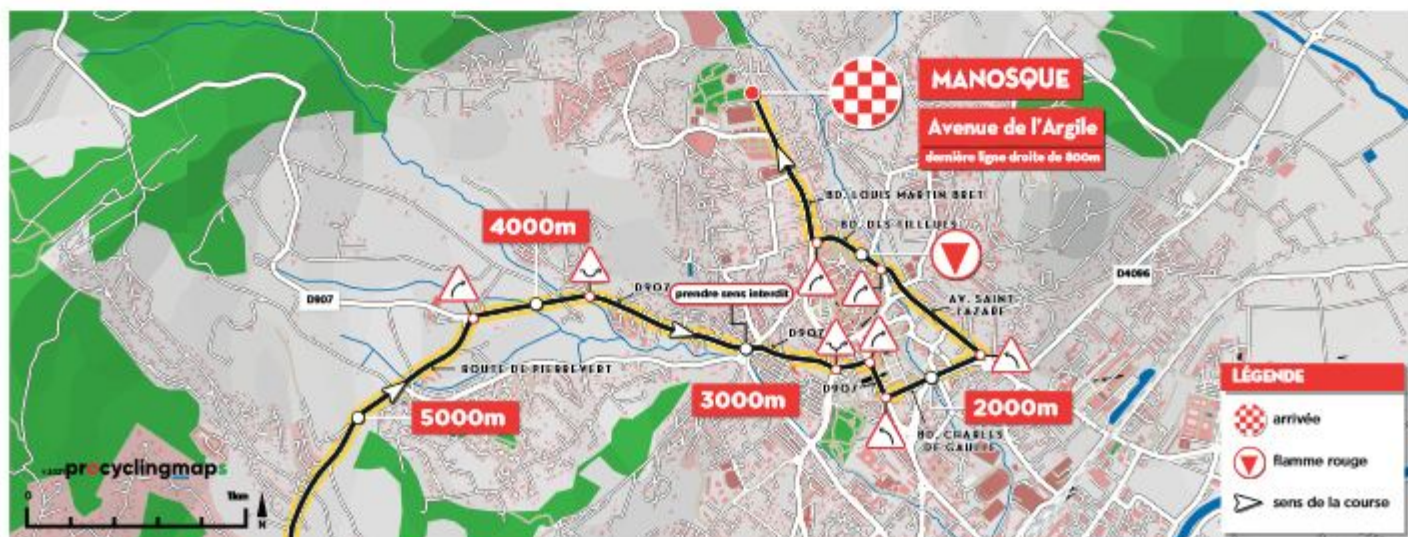 MANOSQUE
Avenue de l'Argile
dernière ligne droite de 800m
BD. LOUIS MARTIN BRET
4000m
BD. DES TILLEULS
D4096
D907
D907
prendre sens interdit
AV. SAINT-
LAZARE
D907
ROUTE DE PIERREVERT
3000m
D907
2000m
5000m
BD. CHARLES
DE GAULLE
procyclingmaps
0
1km
N
LÉGENDE
arrivée
flamme rouge
sens de la course